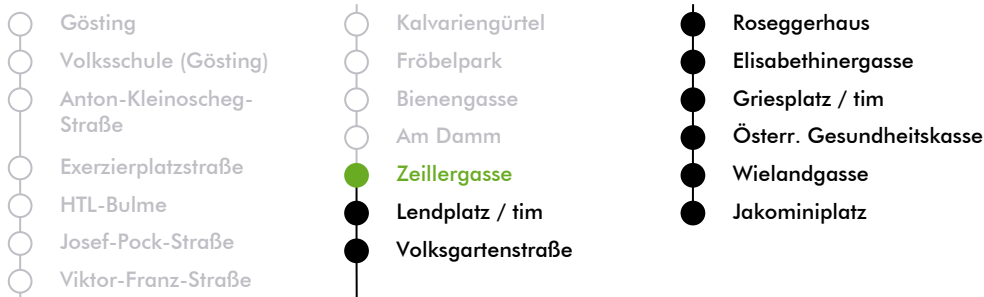 Gösting
Volksschule (Gösting)
Anton-Kleinoscheg-
Straße
Exerzierplatzstraße
HTL-Bulme
Josef-Pock-Straße
Viktor-Franz-Straße
Kalvariengürtel
Fröbelpark
Bienengasse
Am Damm
Zeillergasse
Lendplatz / tim
Volksgartenstraße
Roseggerhaus
Elisabethinergasse
Griesplatz / tim
Österr. Gesundheitskasse
Wielandgasse
Jakominiplatz